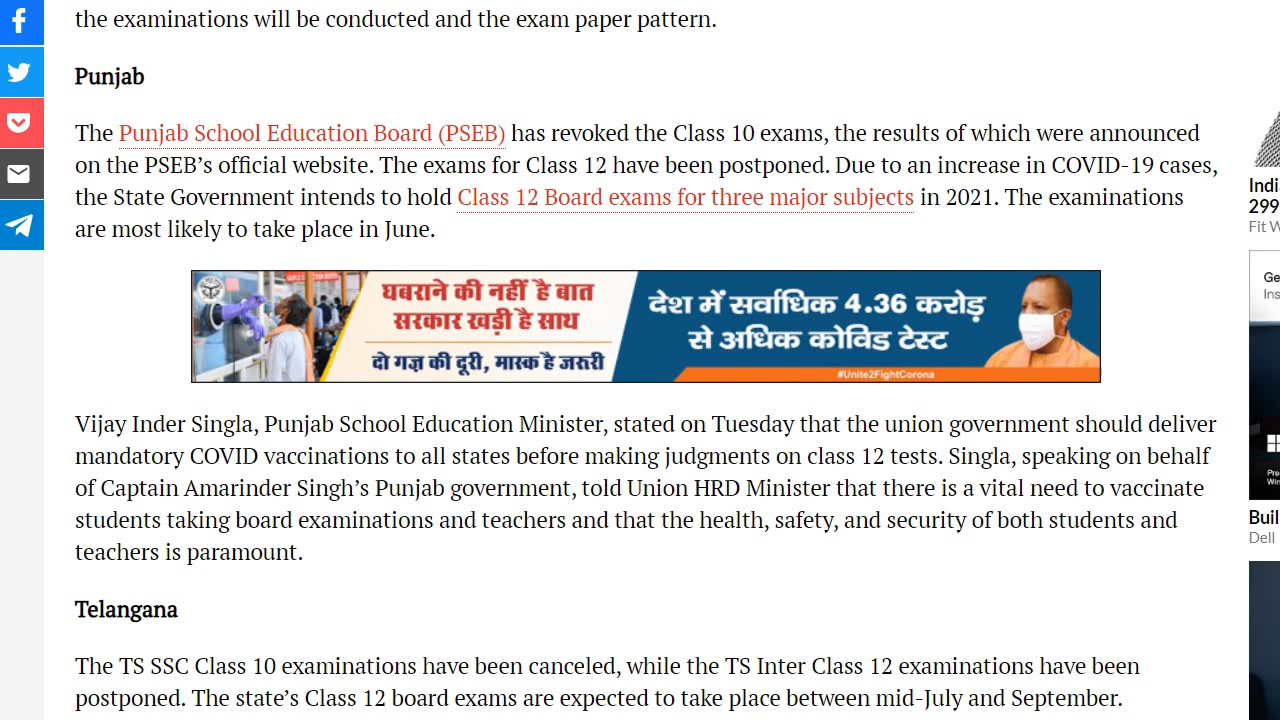 the examinations will be conducted and the exam paper pattern.
Punjab
The Punjab School Education Board (PSEB) has revoked the Class 10 exams, the results of which were announced
on the PSEB’s official website. The exams for Class 12 have been postponed. Due to an increase in COVID-19 cases,
the State Government intends to hold Class 12 Board exams for three major subjects in 2021. The examinations
are most likely to take place in June.
घबराने की नहीं है बात
सरकार खड़ी है साथ
दो गज़ की दूरी, मास्क है जरुरी
देश में सर्वाधिक 4.36 करोड़
से अधिक कोविड टेस्ट
#Unite2FightCorona
Vijay Inder Singla, Punjab School Education Minister, stated on Tuesday that the union government should deliver
mandatory COVID vaccinations to all states before making judgments on class 12 tests. Singla, speaking on behalf
of Captain Amarinder Singh’s Punjab government, told Union HRD Minister that there is a vital need to vaccinate
students taking board examinations and teachers and that the health, safety, and security of both students and
teachers is paramount.
Telangana
The TS SSC Class 10 examinations have been canceled, while the TS Inter Class 12 examinations have been
postponed. The state’s Class 12 board exams are expected to take place between mid-July and September.
Indi
299
Fit W
Ge
Ins
Pre
Win
Buil
Dell